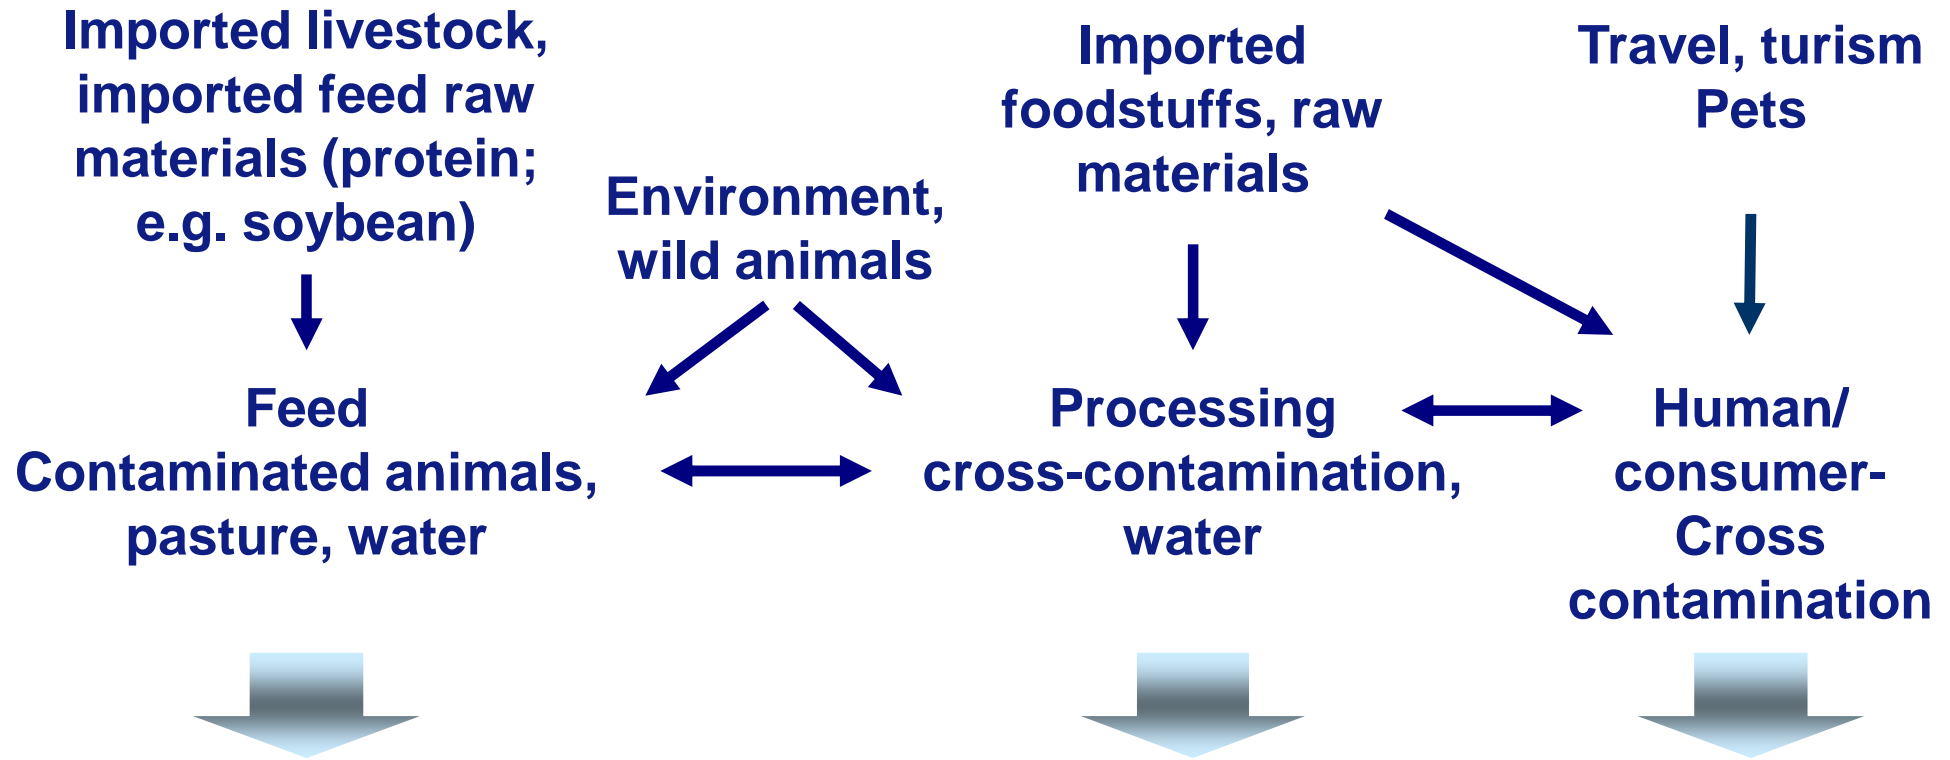 Imported livestock,
imported feed raw
materials (protein;
e.g. soybean)
Environment,
wild animals
Imported
foodstuffs, raw
materials
Travel, turism
Pets
Feed
Contaminated animals,
pasture, water
Processing
cross-contamination,
water
Human/
consumer-
Cross
contamination